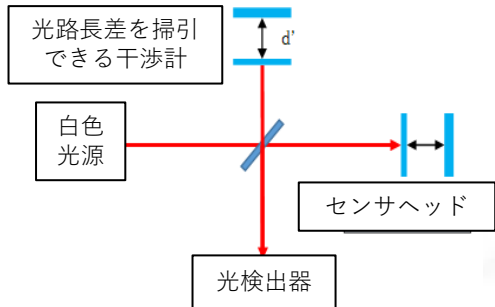 光路長差を掃引
できる干渉計
d'
白色
光源
センサヘッド
光検出器